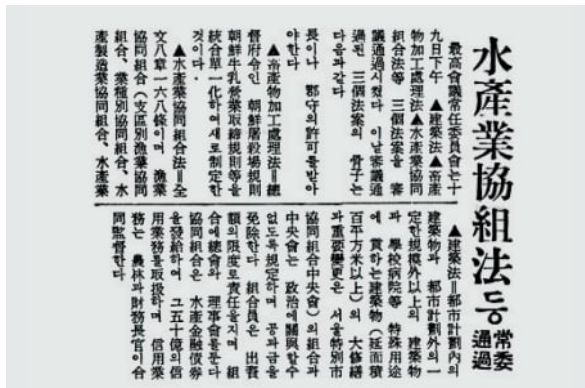 水產業協組法등
常委
通過
最高會議常任委員會는十
九日下午 ▲建築法▲畜產
物加工處理法▲水產業協同
組合法等 三個法案을 審
議通過시켰다 이날審議通
過된 三個法案의 骨子는
다음과같다
▲建築法=都市計劃內의
建築物과 都市計劃外의一
定한規模外以上의 建築物
과 學校病院等 特殊用途
에 貫하는建築物(延面積
百平方米以上)의 大修繕
과重要變更은 서울特別市
長이나 郡守의許可를받아
야한다
▲畜產物加工處理法=總
督府令인 朝鮮屠殺場規則
朝鮮牛乳營業取締規則等을
統合單一化하여새로制定한
것이다.
▲水產業協同組合法=全
文八章一六八條이며 漁業
協同組合(支區別漁業協同
組合、業種別協同組合、水
產製造業協同組合、水產業
協同組合中央會)의組合과
中央會는 政治에關與할수
없도록規定하며 公과금을
免除한다. 組合員은 出資
額의限度로責任을지며 組
合에總會와 理事會를둔다
協同組合은 水產金融債券
을發給하여 그五十億의信
用業務를取扱하며 信用業
務는 農林과財務長官이合
同監督한다